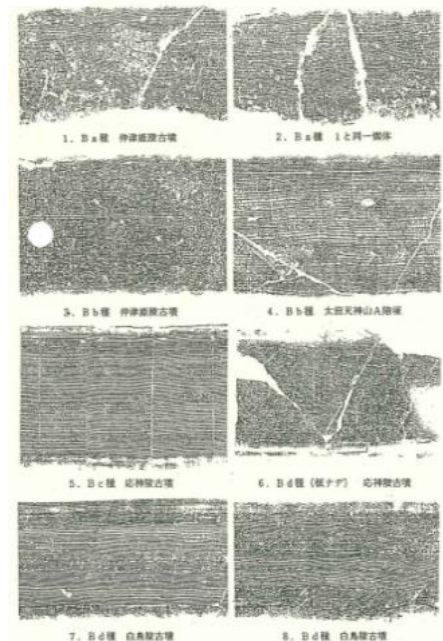 1. Ba種 仲津姫陵古墳
2. Ba種 1と同一個体
3. Bb種 仲津姫陵古墳
4. Bb種 太田天神山A陪塚
5. Bc種 応神陵古墳
6. Bd種(板ナデ) 応神陵古墳
7. Bd種 白鳥陵古墳
8. Bd種 白鳥陵古墳